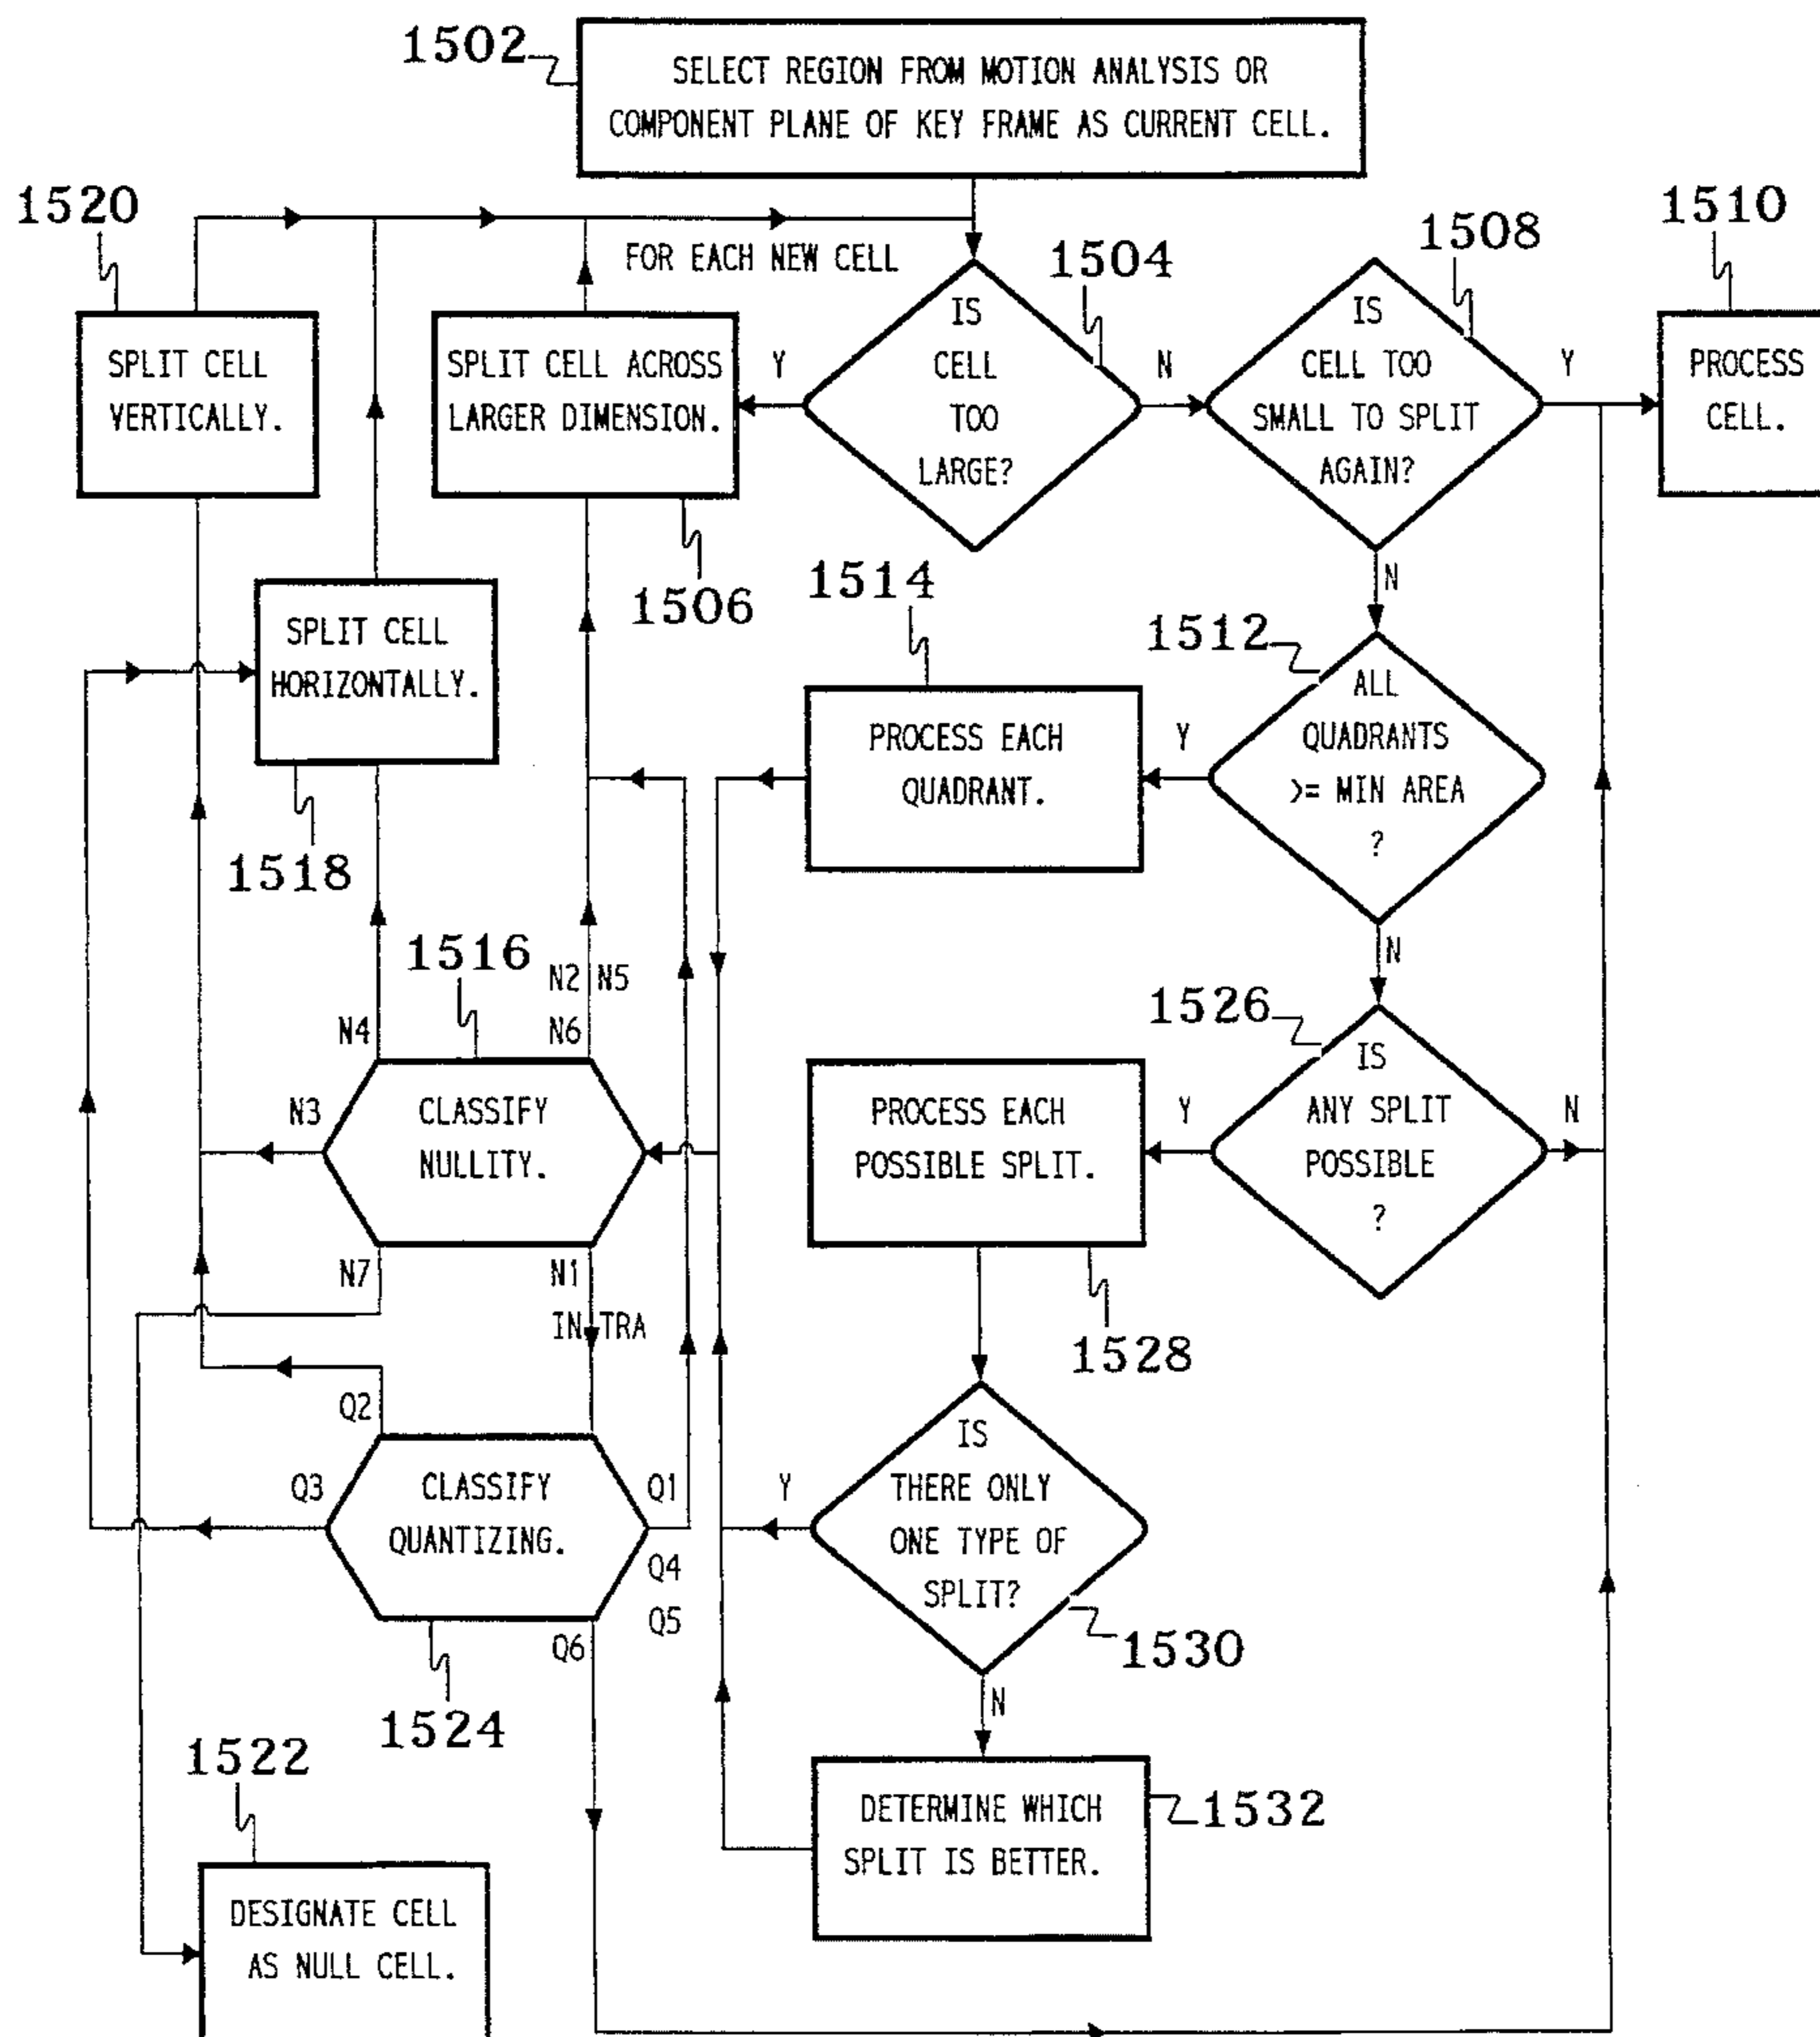 1502
SELECT REGION FROM MOTION ANALYSIS OR
COMPONENT PLANE OF KEY FRAME AS CURRENT CELL.
1520
SPLIT CELL
VERTICALLY.
FOR EACH NEW CELL
1504
IS
CELL
TOO
LARGE?
Y
N
SPLIT CELL ACROSS
LARGER DIMENSION.
1506
1508
IS
CELL TOO
SMALL TO SPLIT
AGAIN?
Y
N
1510
PROCESS
CELL.
SPLIT CELL
HORIZONTALLY.
1518
1514
PROCESS EACH
QUADRANT.
1512
ALL
QUADRANTS
>= MIN AREA
?
Y
N
1516
CLASSIFY
NULLITY.
N2 N5
N6
N4
N3
N7
N1
INTRA
1526
IS
ANY SPLIT
POSSIBLE
?
Y
N
PROCESS EACH
POSSIBLE SPLIT.
1528
Q2
Q3
CLASSIFY
QUANTIZING.
Q1
Q4
Q5
Q6
1524
IS
THERE ONLY
ONE TYPE OF
SPLIT?
Y
N
1530
1522
DESIGNATE CELL
AS NULL CELL.
DETERMINE WHICH
SPLIT IS BETTER.
1532